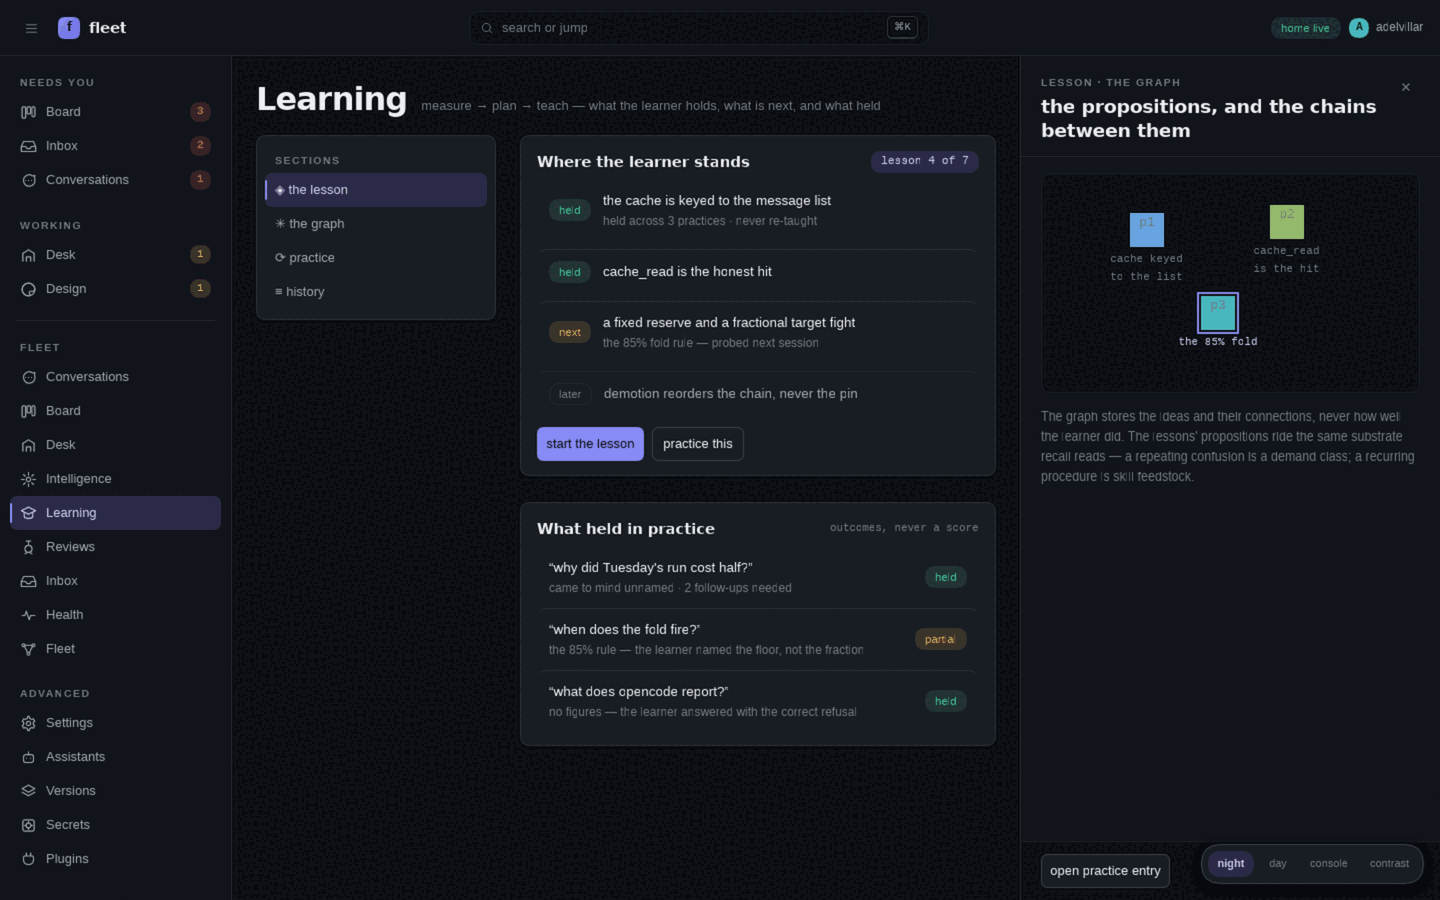 f fleet
search or jump
⌘K
home live
A adelvillar
NEEDS YOU
Board 3
Inbox 2
Conversations 1
WORKING
Desk 1
Design 1
FLEET
Conversations
Board
Desk
Intelligence
Learning
Reviews
Inbox
Health
Fleet
ADVANCED
Settings
Assistants
Versions
Secrets
Plugins
Learning
measure → plan → teach — what the learner holds, what is next, and what held
SECTIONS
◈ the lesson
✳ the graph
⟳ practice
≡ history
Where the learner stands
lesson 4 of 7
held
the cache is keyed to the message list
held across 3 practices · never re-taught
held
cache_read is the honest hit
next
a fixed reserve and a fractional target fight
the 85% fold rule — probed next session
later
demotion reorders the chain, never the pin
start the lesson
practice this
What held in practice
outcomes, never a score
“why did Tuesday's run cost half?”
came to mind unnamed · 2 follow-ups needed
held
“when does the fold fire?”
the 85% rule — the learner named the floor, not the fraction
partial
“what does opencode report?”
no figures — the learner answered with the correct refusal
held
LESSON · THE GRAPH
×
the propositions, and the chains
between them
p1
cache keyed
to the list
p2
cache_read
is the hit
p3
the 85% fold
The graph stores the ideas and their connections, never how well
the learner did. The lessons' propositions ride the same substrate
recall reads — a repeating confusion is a demand class; a recurring
procedure is skill feedstock.
open practice entry
night
day
console
contrast